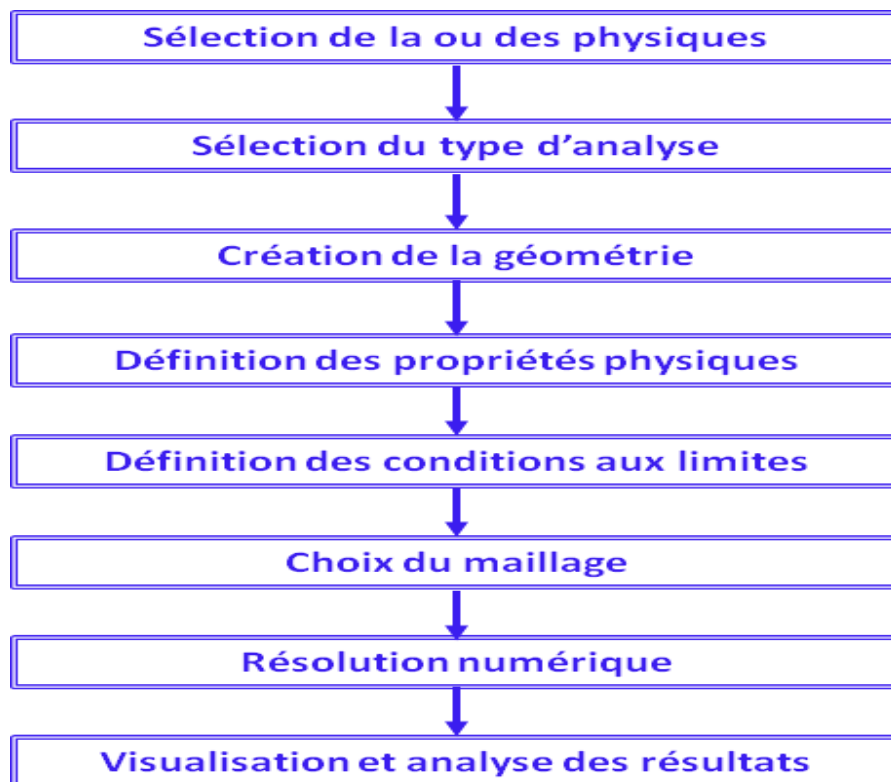 Sélection de la ou des physiques
Sélection du type d’analyse
Création de la géométrie
Définition des propriétés physiques
Définition des conditions aux limites
Choix du maillage
Résolution numérique
Visualisation et analyse des résultats